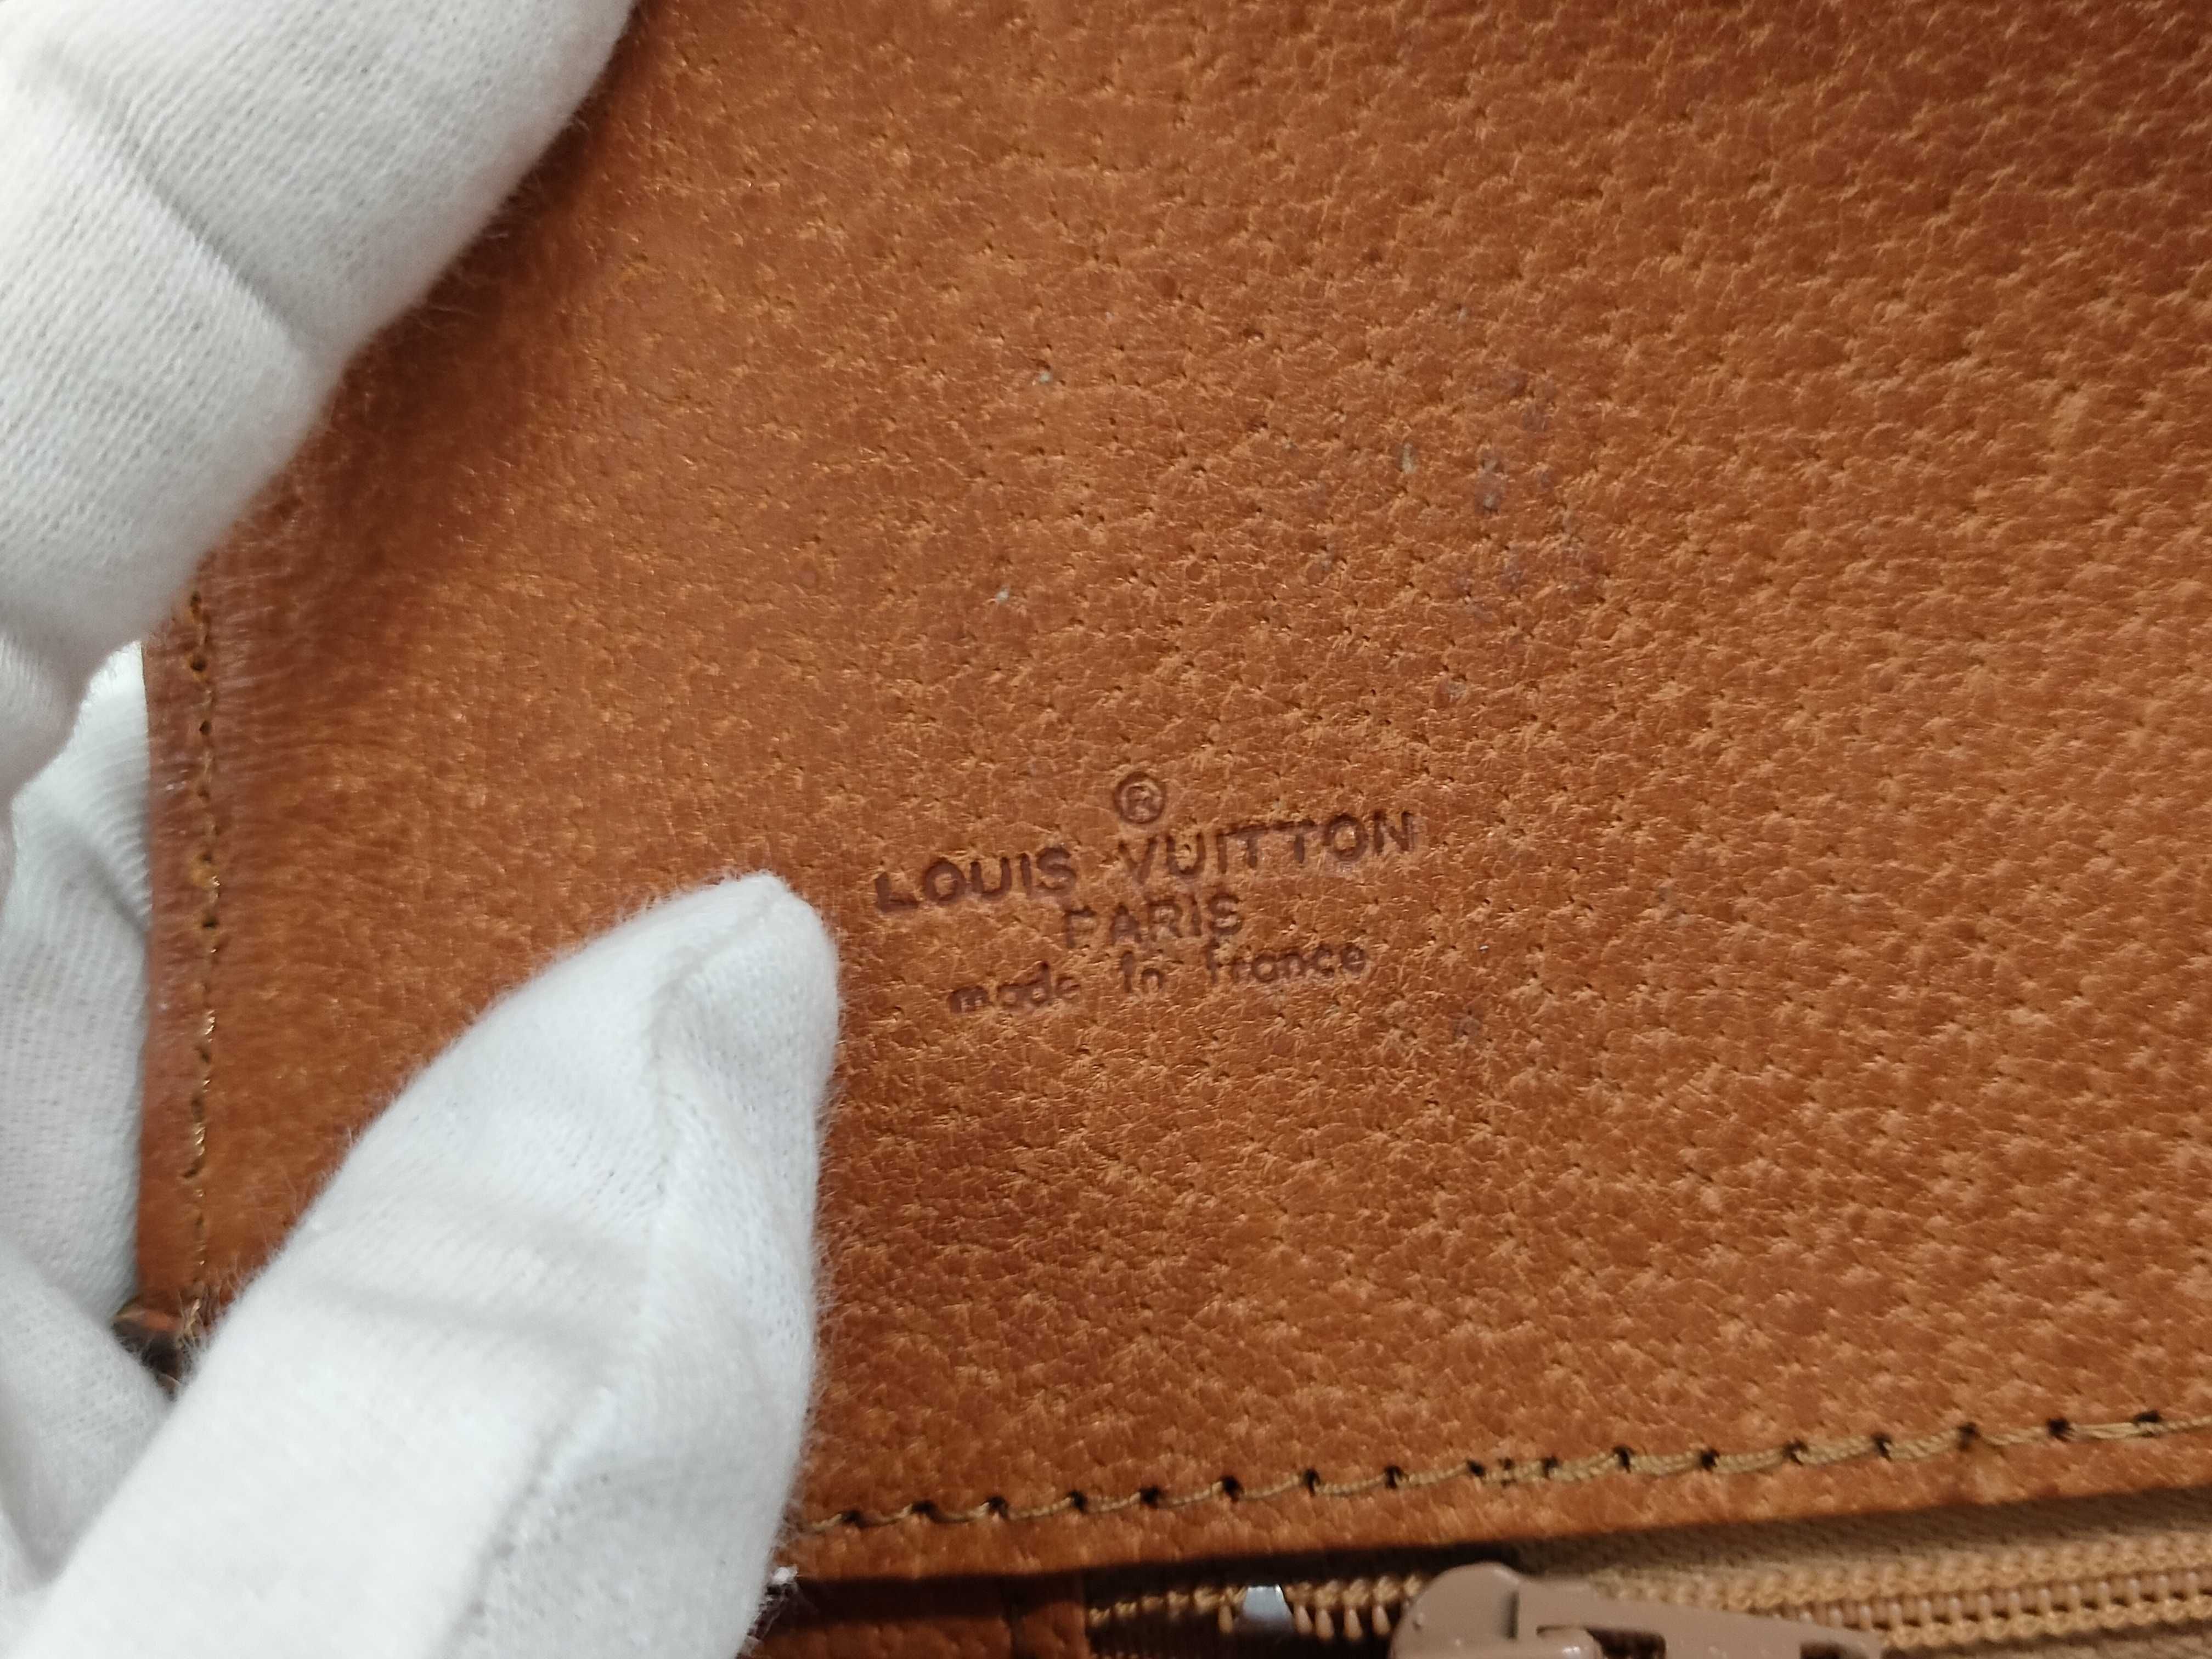 ®
LOUIS VUITTON
PARIS
made in France